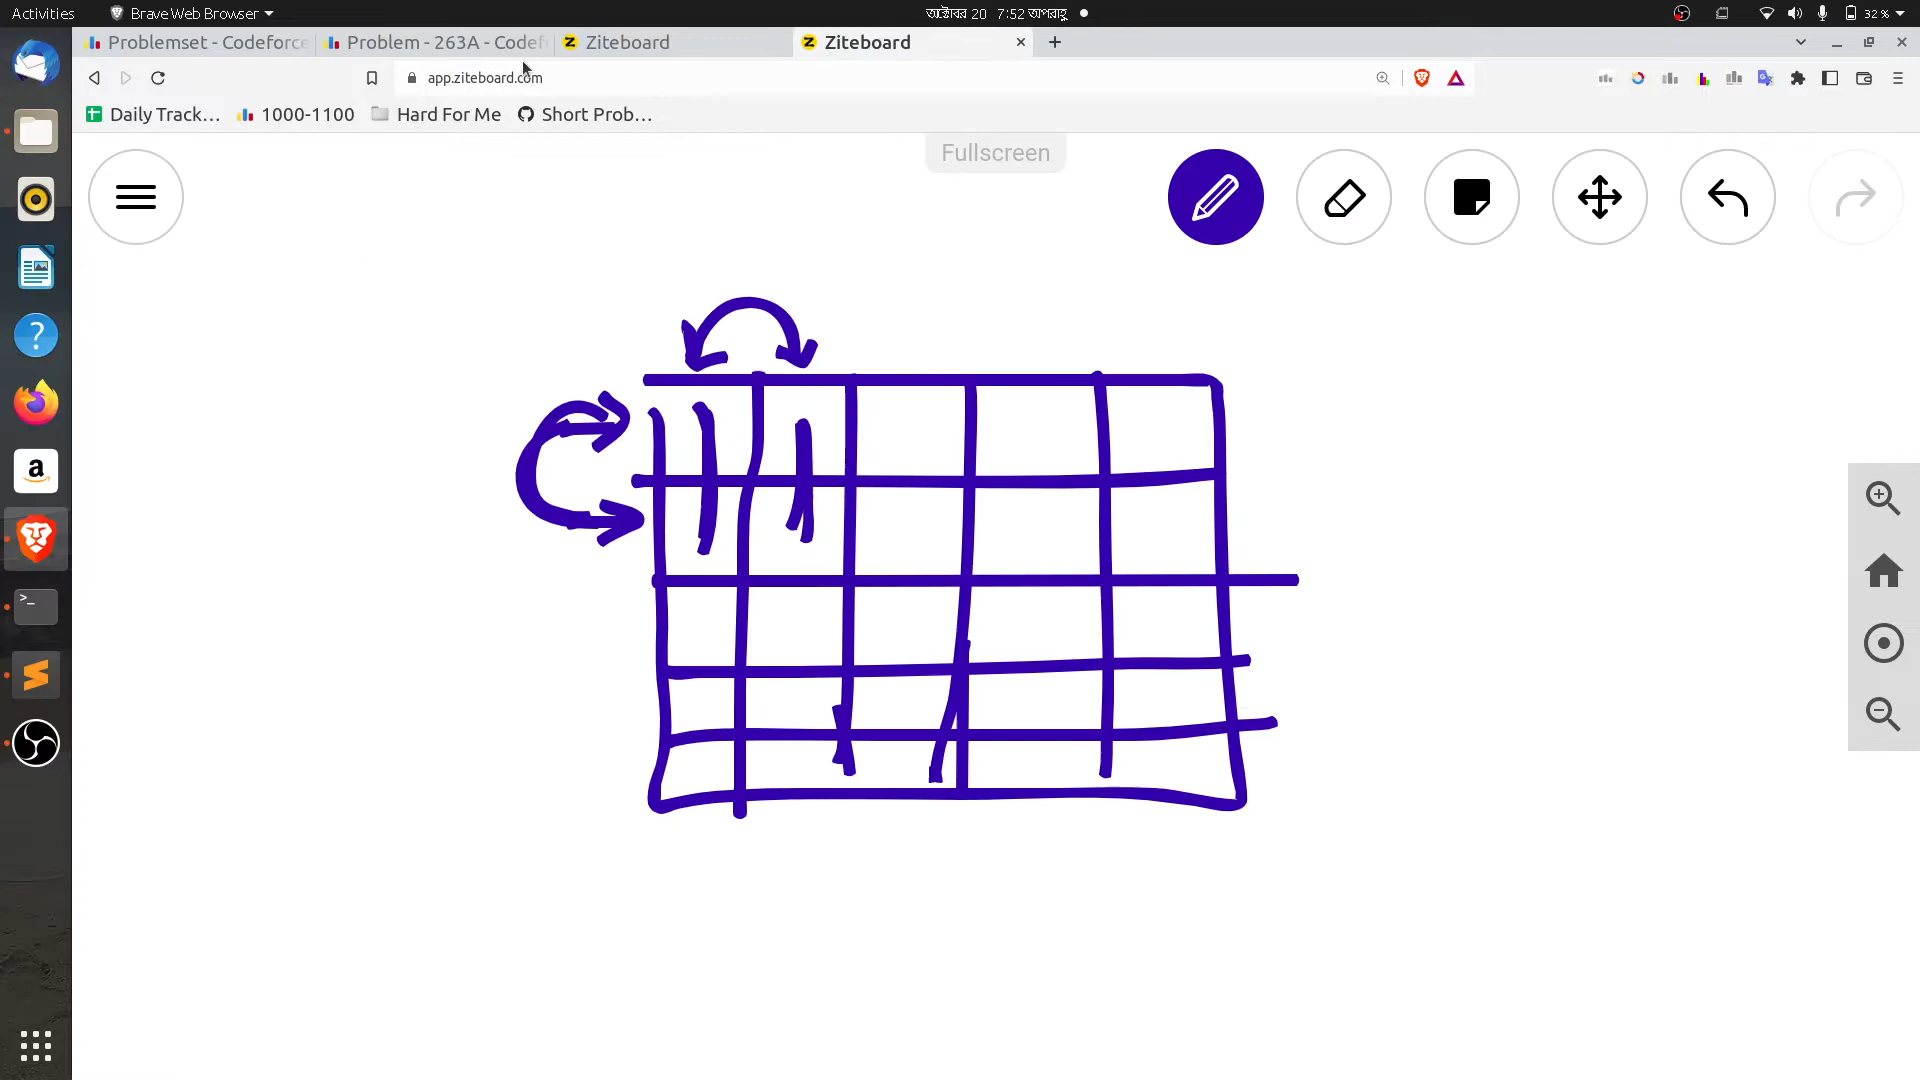 Activities
Brave Web Browser
অক্টোবর 20 7:52 অপরাহ্ণ
32 %
Problemset - Codeforce
Problem - 263A - Codef
Ziteboard
Ziteboard
app.ziteboard.com
Daily Track...
1000-1100
Hard For Me
Short Prob...
Fullscreen